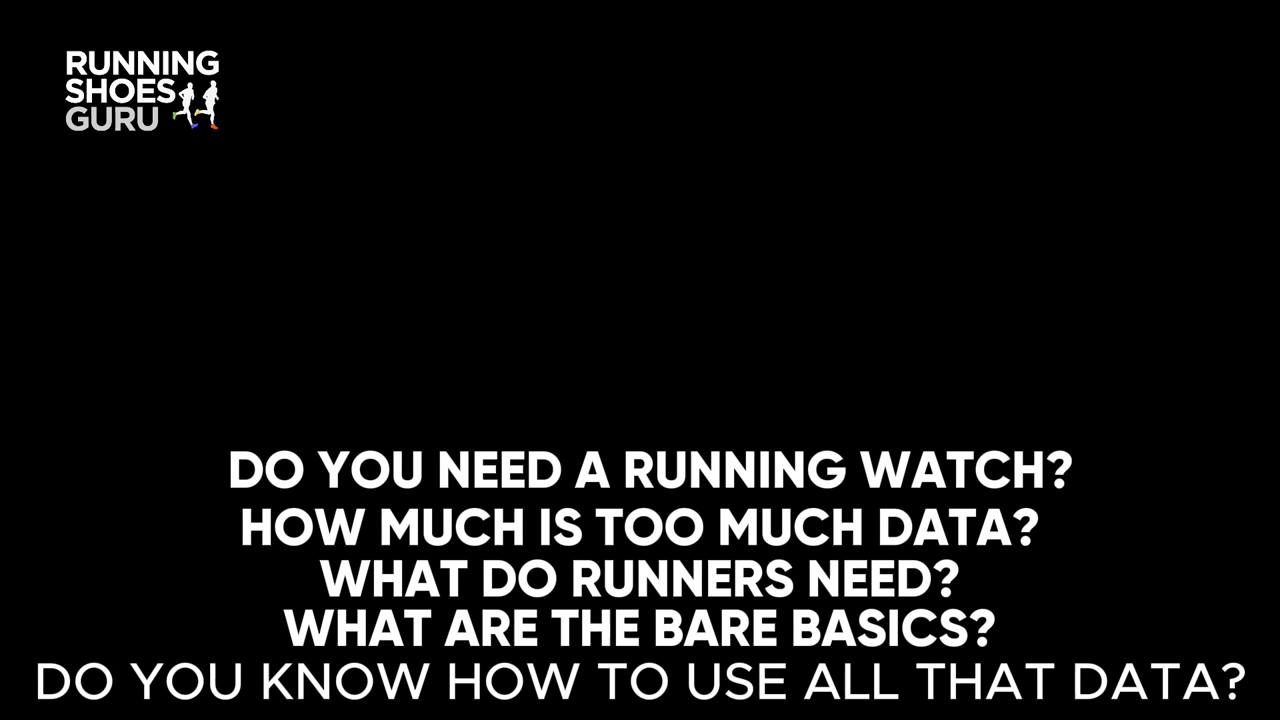 RUNNING
SHOES
GURU
DO YOU NEED A RUNNING WATCH?
HOW MUCH IS TOO MUCH DATA?
WHAT DO RUNNERS NEED?
WHAT ARE THE BARE BASICS?
DO YOU KNOW HOW TO USE ALL THAT DATA?